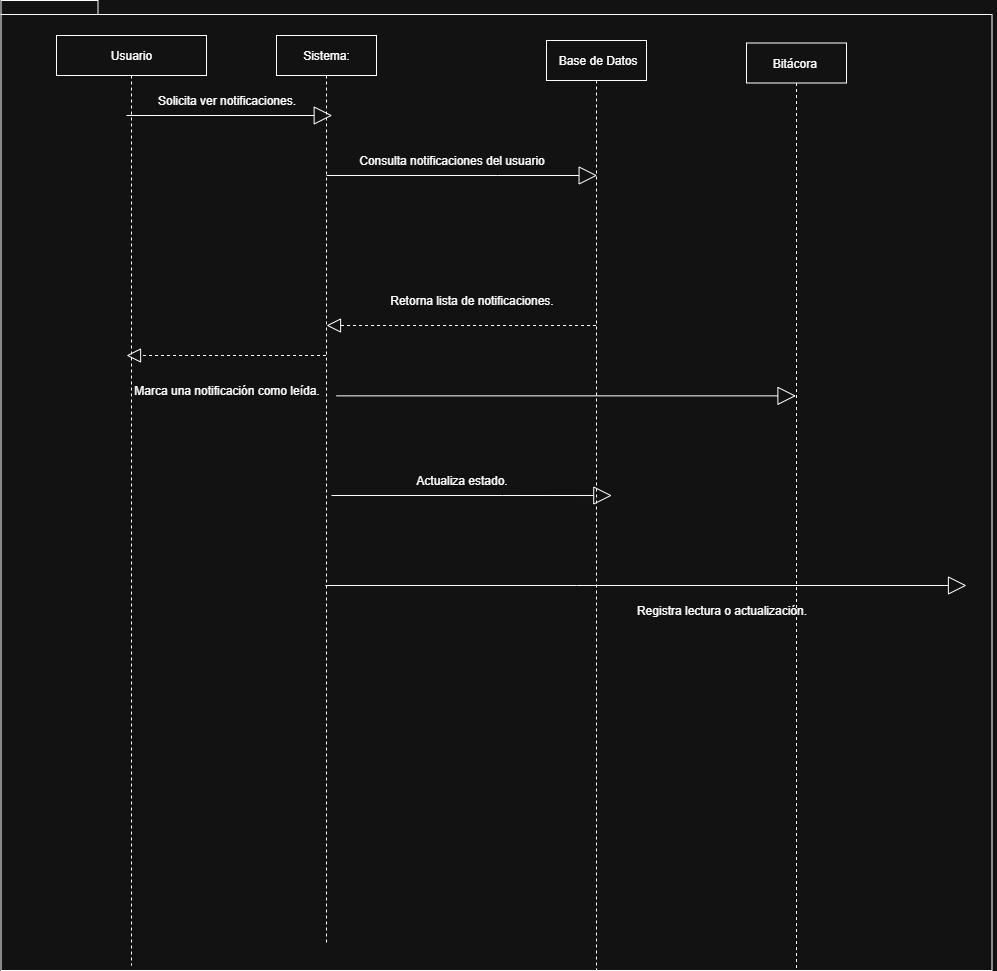 Usuario
Sistema:
Base de Datos
Bitácora
Solicita ver notificaciones.
Consulta notificaciones del usuario
Retorna lista de notificaciones.
Marca una notificación como leída.
Actualiza estado.
Registra lectura o actualización.